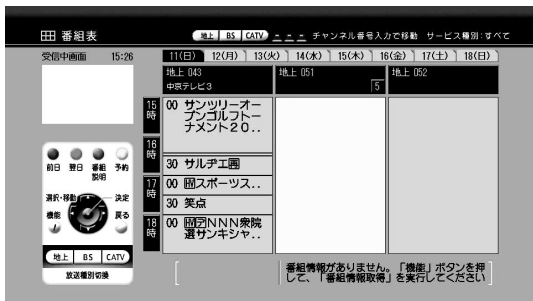 番組表
地上 BS CATV _ _ _ チャンネル番号入力で移動 サービス種別:すべて
受信中画面 15:26
11(日) 12(月) 13(火) 14(水) 15(木) 16(金) 17(土) 18(日)
地上 043 地上 051 地上 052
中京テレビ3 5
15時 00 サンツリーオー
プンゴルフトー
ナメント20..
16時
30 サルヂエ画
17時 00 スポーツス..
30 笑点
18時 00 NNN衆院
選サンキシャ..
前日 翌日 番組説明 予約
選択・移動 決定
機能 戻る
地上 BS CATV
放送種別切換
番組情報がありません。「機能」ボタンを押
して、「番組情報取得」を実行してください